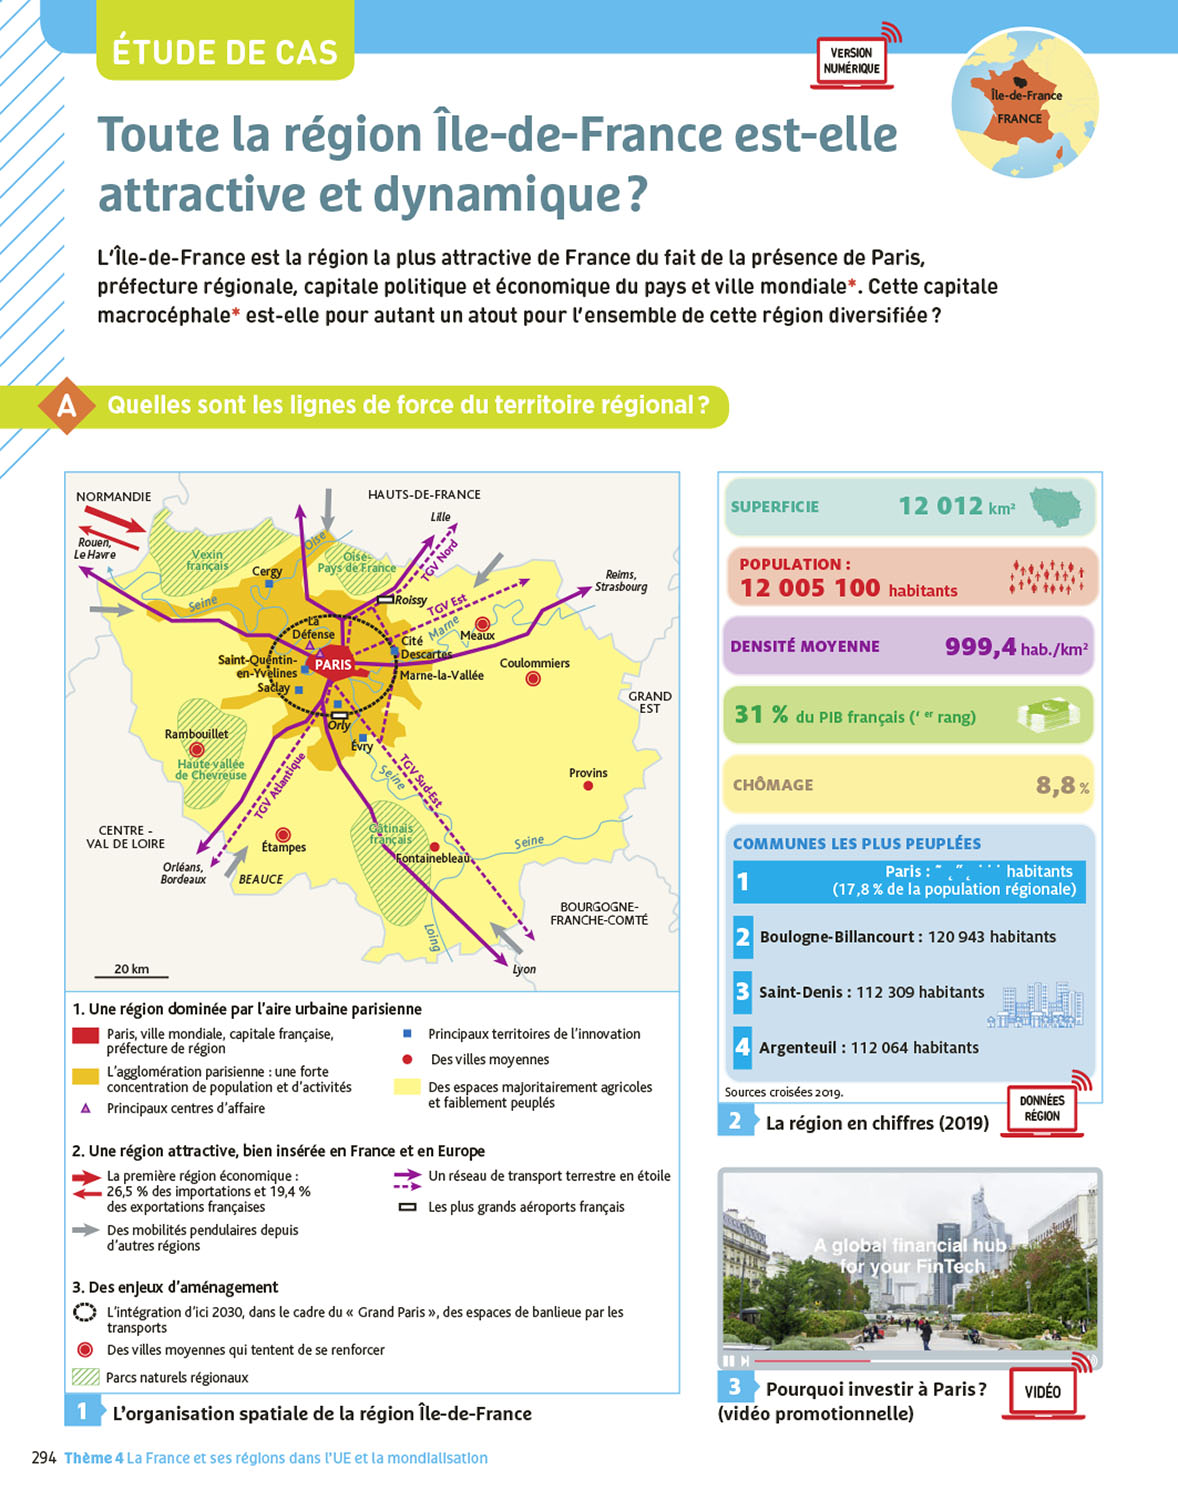 ÉTUDE DE CAS
VERSION
NUMÉRIQUE
Île-de-France
FRANCE
Toute la région Île-de-France est-elle
attractive et dynamique ?
L'Île-de-France est la région la plus attractive de France du fait de la présence de Paris,
préfecture régionale, capitale politique et économique du pays et ville mondiale*. Cette capitale
macrocéphale* est-elle pour autant un atout pour l'ensemble de cette région diversifiée ?
A Quelles sont les lignes de force du territoire régional ?
NORMANDIE
HAUTS-DE-FRANCE
Lille
Rouen,
Le Havre
Vexin
français
Oise
Oise-
Pays de France
TGV Nord
Reims,
Strasbourg
Cergy
Seine
Roissy
TGV Est
Marne
Meaux
La
Défense
Cité
Descartes
PARIS
Saint-Quentin-
en-Yvelines
Marne-la-Vallée
Coulommiers
Saclay
GRAND
EST
Orly
Rambouillet
Évry
Haute vallée
de Chevreuse
TGV Atlantique
Seine
TGV Sud-Est
Provins
CENTRE -
VAL DE LOIRE
Étampes
Gâtinais
français
Fontainebleau
Seine
Orléans,
Bordeaux
BEAUCE
BOURGOGNE-
FRANCHE-COMTÉ
Loing
Lyon
20 km
1. Une région dominée par l'aire urbaine parisienne
Paris, ville mondiale, capitale française,
préfecture de région
L'agglomération parisienne : une forte
concentration de population et d'activités
Principaux centres d'affaire
Principaux territoires de l'innovation
Des villes moyennes
Des espaces majoritairement agricoles
et faiblement peuplés
2. Une région attractive, bien insérée en France et en Europe
La première région économique :
26,5 % des importations et 19,4 %
des exportations françaises
Des mobilités pendulaires depuis
d'autres régions
Un réseau de transport terrestre en étoile
Les plus grands aéroports français
3. Des enjeux d'aménagement
L'intégration d'ici 2030, dans le cadre du « Grand Paris », des espaces de banlieue par les
transports
Des villes moyennes qui tentent de se renforcer
Parcs naturels régionaux
1 L'organisation spatiale de la région Île-de-France
SUPERFICIE 12 012 km²
POPULATION :
12 005 100 habitants
DENSITÉ MOYENNE 999,4 hab./km²
31 % du PIB français ( er rang)
CHÔMAGE 8,8 %
COMMUNES LES PLUS PEUPLÉES
1 Paris : habitants
(17,8 % de la population régionale)
2 Boulogne-Billancourt : 120 943 habitants
3 Saint-Denis : 112 309 habitants
4 Argenteuil : 112 064 habitants
Sources croisées 2019.
DONNÉES
RÉGION
2 La région en chiffres (2019)
A global financial hub
for your FinTech
3 Pourquoi investir à Paris ?
(vidéo promotionnelle)
VIDÉO
294 Thème 4 La France et ses régions dans l'UE et la mondialisation